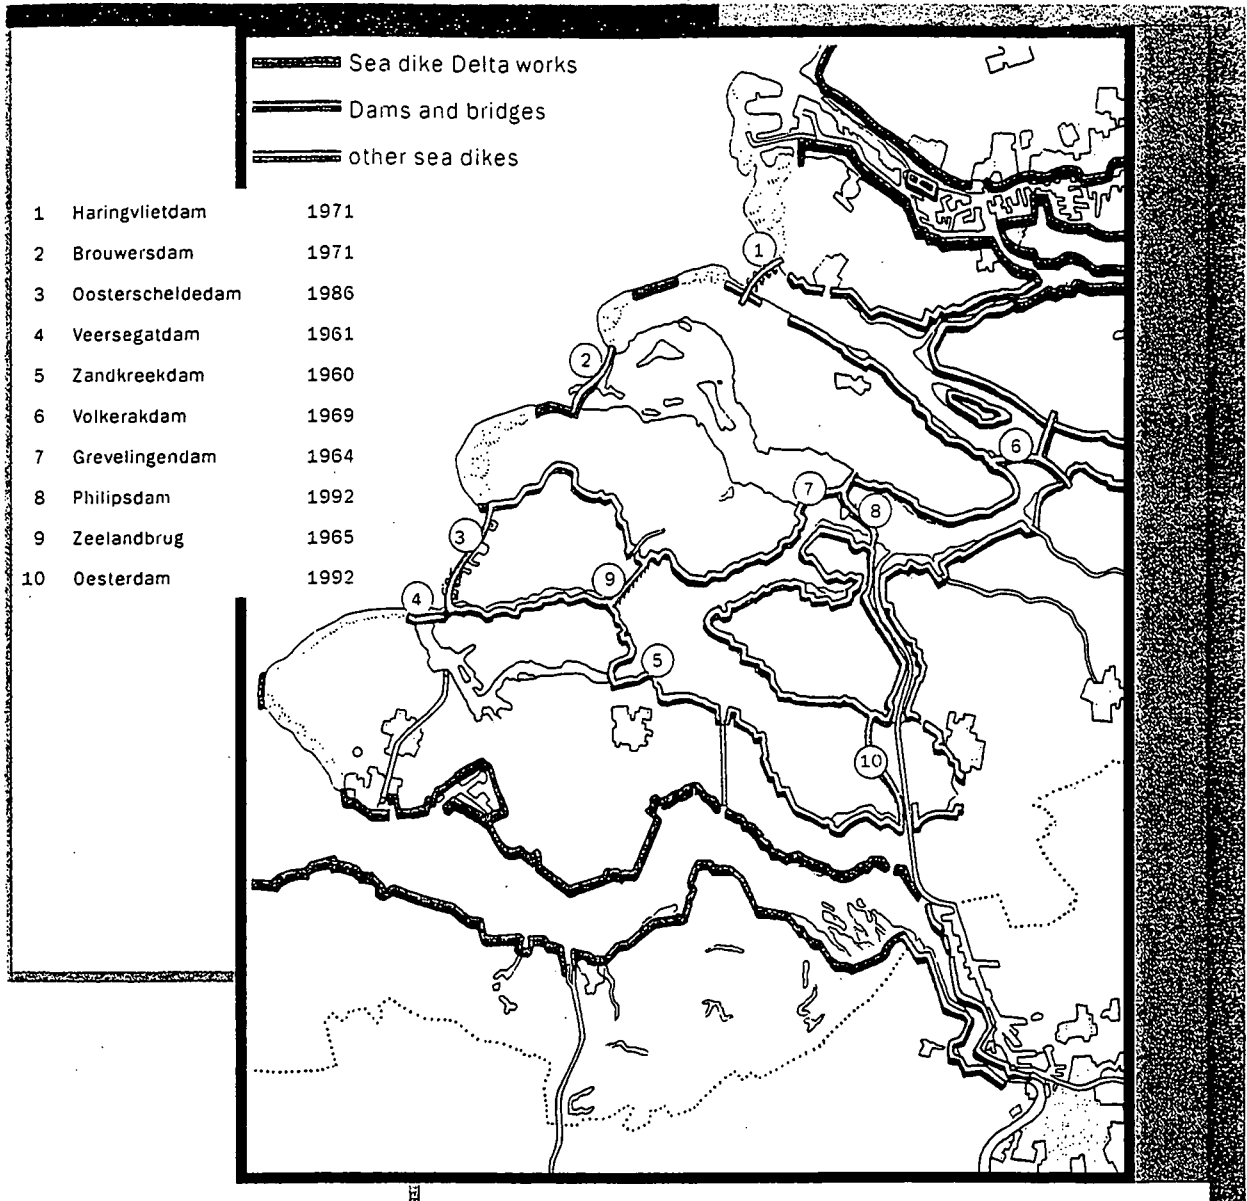 Sea dike Delta works
Dams and bridges
other sea dikes
1 Haringvlietdam 1971
2 Brouwersdam 1971
3 Oosterscheldedam 1986
4 Veersegatdam 1961
5 Zandkreekdam 1960
6 Volkerakdam 1969
7 Grevelingendam 1964
8 Philipsdam 1992
9 Zeelandbrug 1965
10 Oesterdam 1992
1
2
6
7
8
3
9
4
5
10